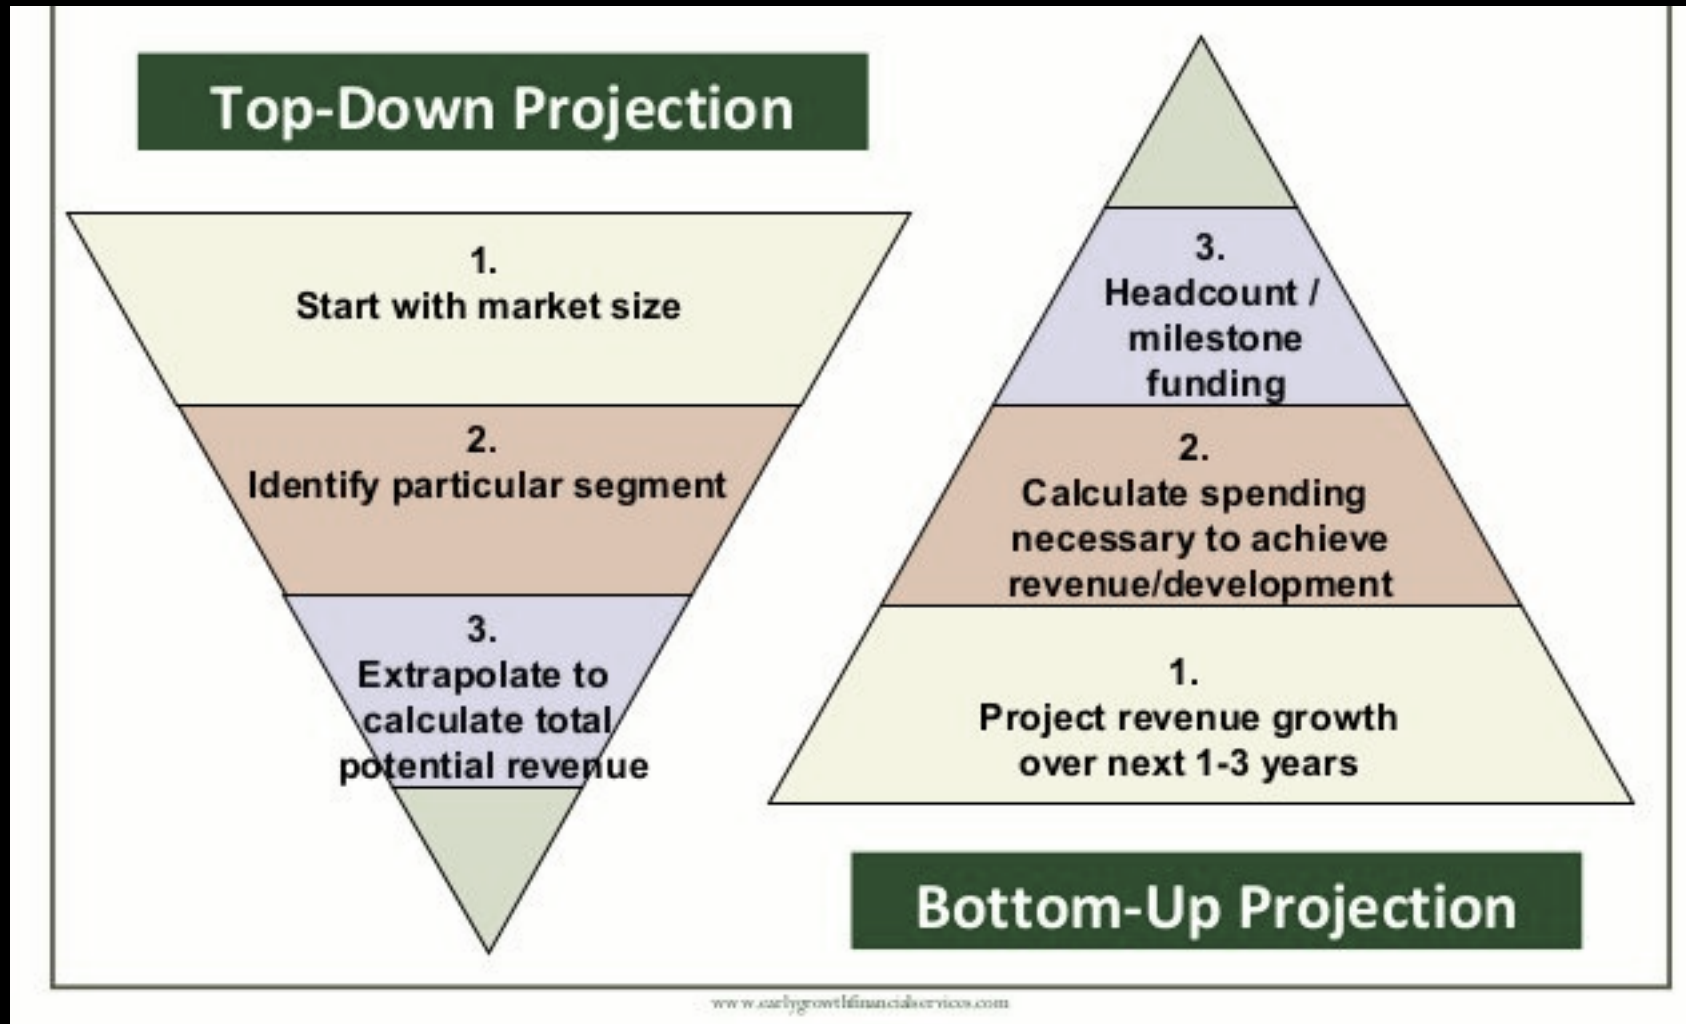 Top-Down Projection
1.
Start with market size
2.
Identify particular segment
3.
Extrapolate to
calculate total
potential revenue
3.
Headcount /
milestone
funding
2.
Calculate spending
necessary to achieve
revenue/development
1.
Project revenue growth
over next 1-3 years
Bottom-Up Projection
www.earlygrowthfinancialservices.com